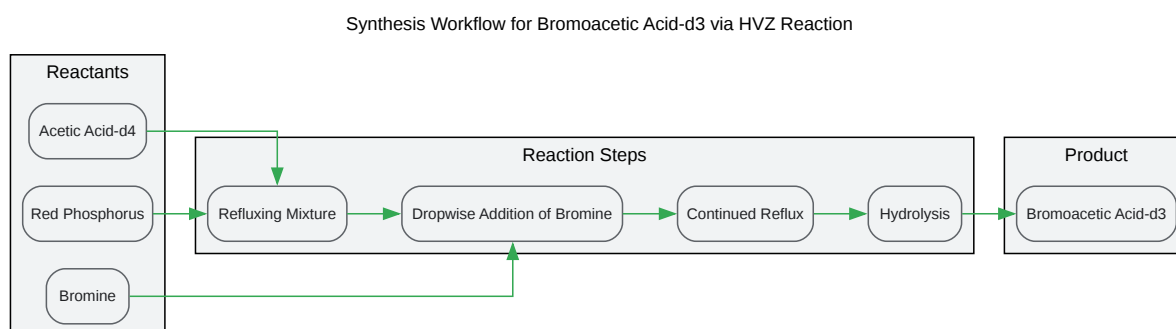 Synthesis Workflow for Bromoacetic Acid-d3 via HVZ Reaction
Reactants
Acetic Acid-d4
Red Phosphorus
Bromine
Reaction Steps
Refluxing Mixture
Dropwise Addition of Bromine
Continued Reflux
Hydrolysis
Product
Bromoacetic Acid-d3